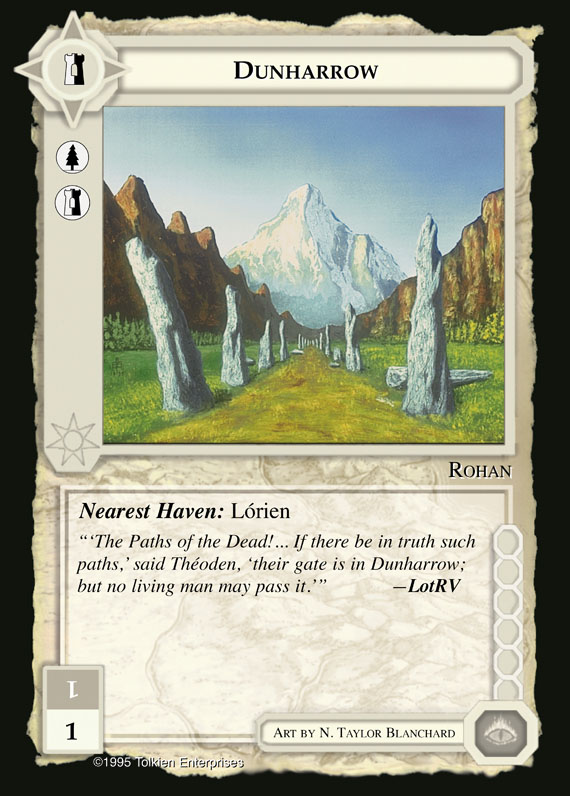 DUNHARROW
ROHAN
Nearest Haven: Lórien
“‘The Paths of the Dead!... If there be in truth such
paths,’ said Théoden, ‘their gate is in Dunharrow;
but no living man may pass it.’” —LotRV
1
1
ART BY N. TAYLOR BLANCHARD
©1995 Tolkien Enterprises